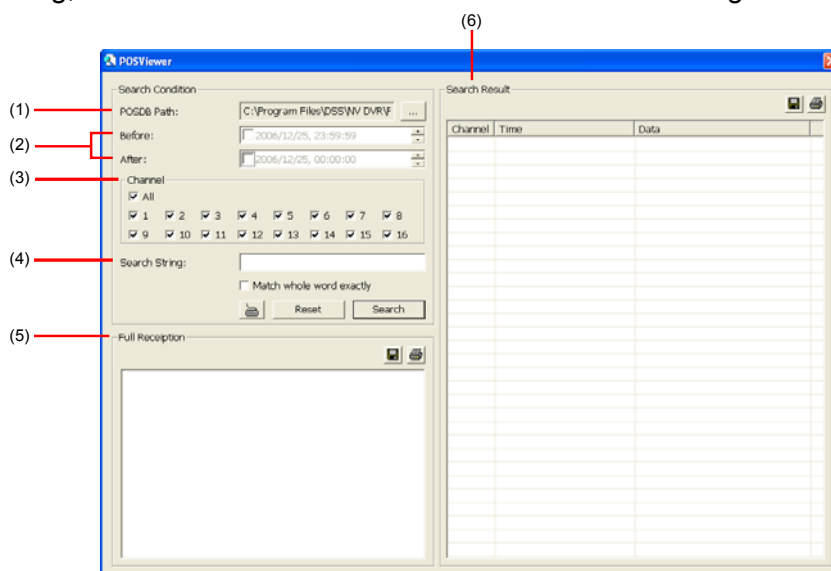 (6)
POSViewer
Search Condition
(1)
POSDB Path:
C:\Program Files\DSS\NV DVR\F
...
(2)
Before:
2006/12/25, 23:59:59
After:
2006/12/25, 00:00:00
(3)
Channel
All
1 2 3 4 5 6 7 8
9 10 11 12 13 14 15 16
(4)
Search String:
Match whole word exactly
Reset Search
(5)
Full Receiption
Search Result
Channel Time Data